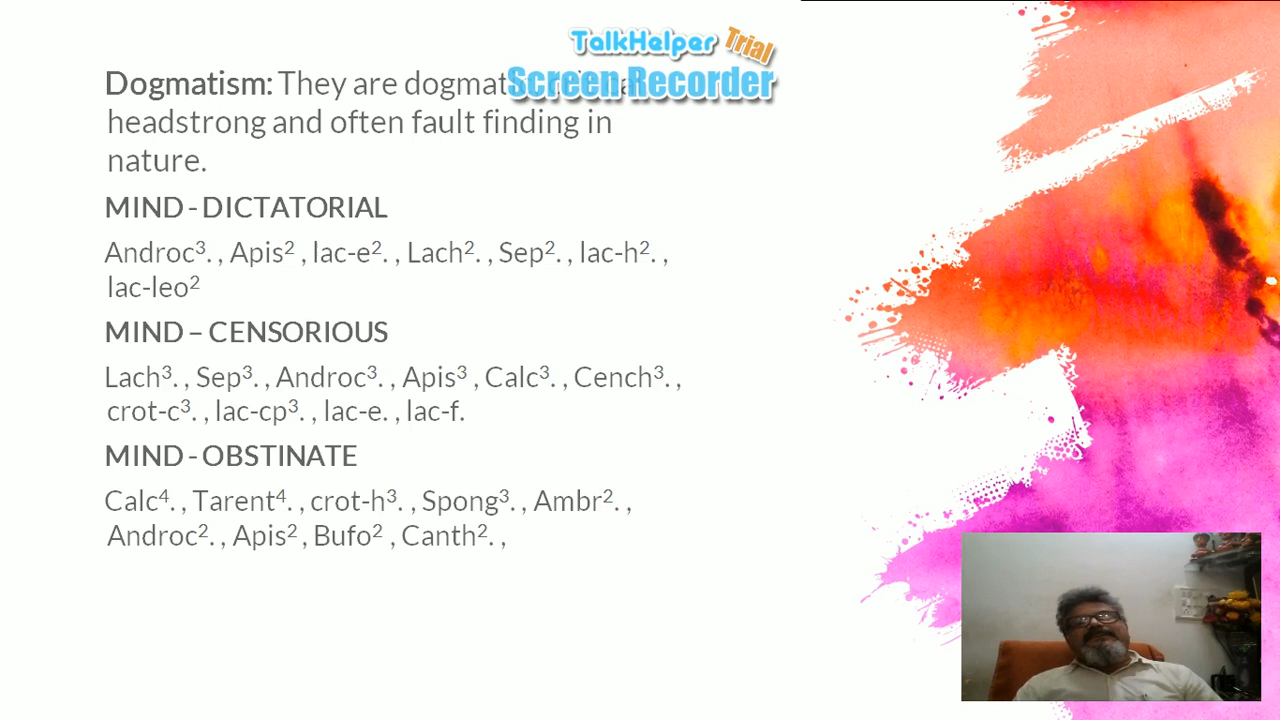 TalkHelper Trial
Screen Recorder
Dogmatism: They are
headstrong and often fault finding in
nature.
MIND - DICTATORIAL
Androc³. , Apis² , lac-e². , Lach². , Sep². , lac-h². ,
lac-leo²
MIND – CENSORIOUS
Lach³. , Sep³. , Androc³. , Apis³ , Calc³. , Cench³. ,
crot-c³. , lac-cp³. , lac-e. , lac-f.
MIND - OBSTINATE
Calc⁴. , Tarent⁴. , crot-h³. , Spong³. , Ambr². ,
Androc². , Apis² , Bufo² , Canth². ,